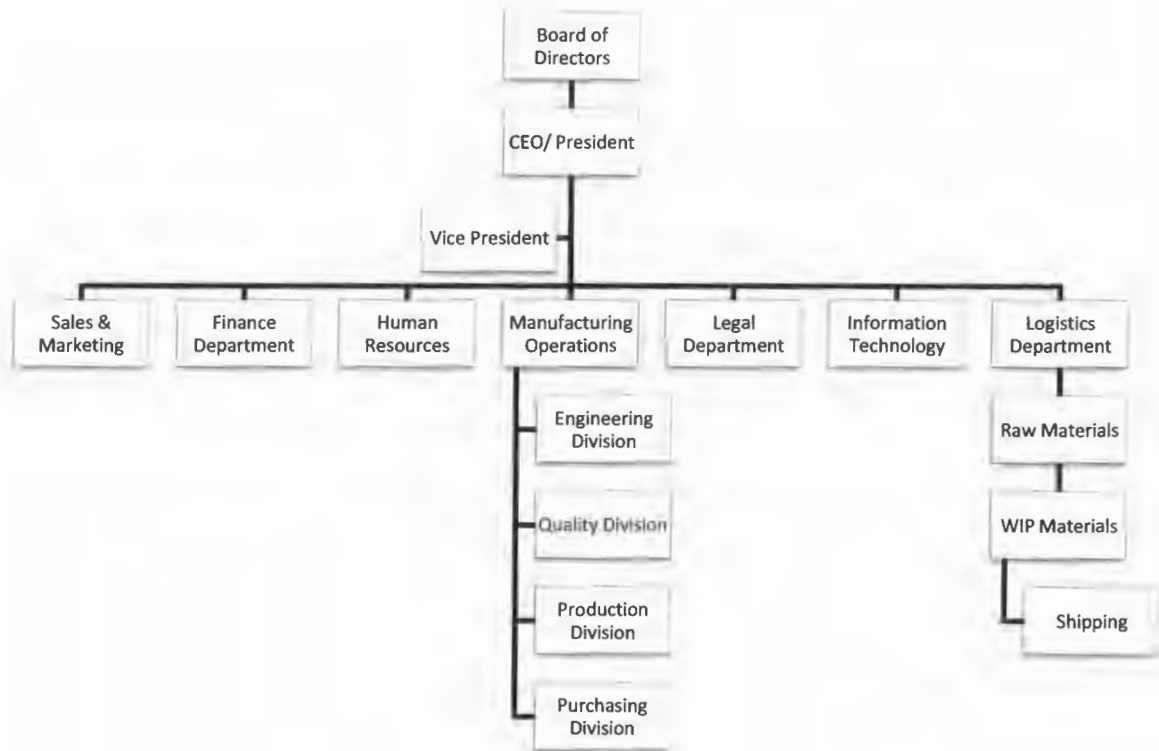 Board of
Directors
CEO/ President
Vice President
Sales &
Marketing
Finance
Department
Human
Resources
Manufacturing
Operations
Legal
Department
Information
Technology
Logistics
Department
Engineering
Division
Raw Materials
Quality Division
WIP Materials
Production
Division
Shipping
Purchasing
Division